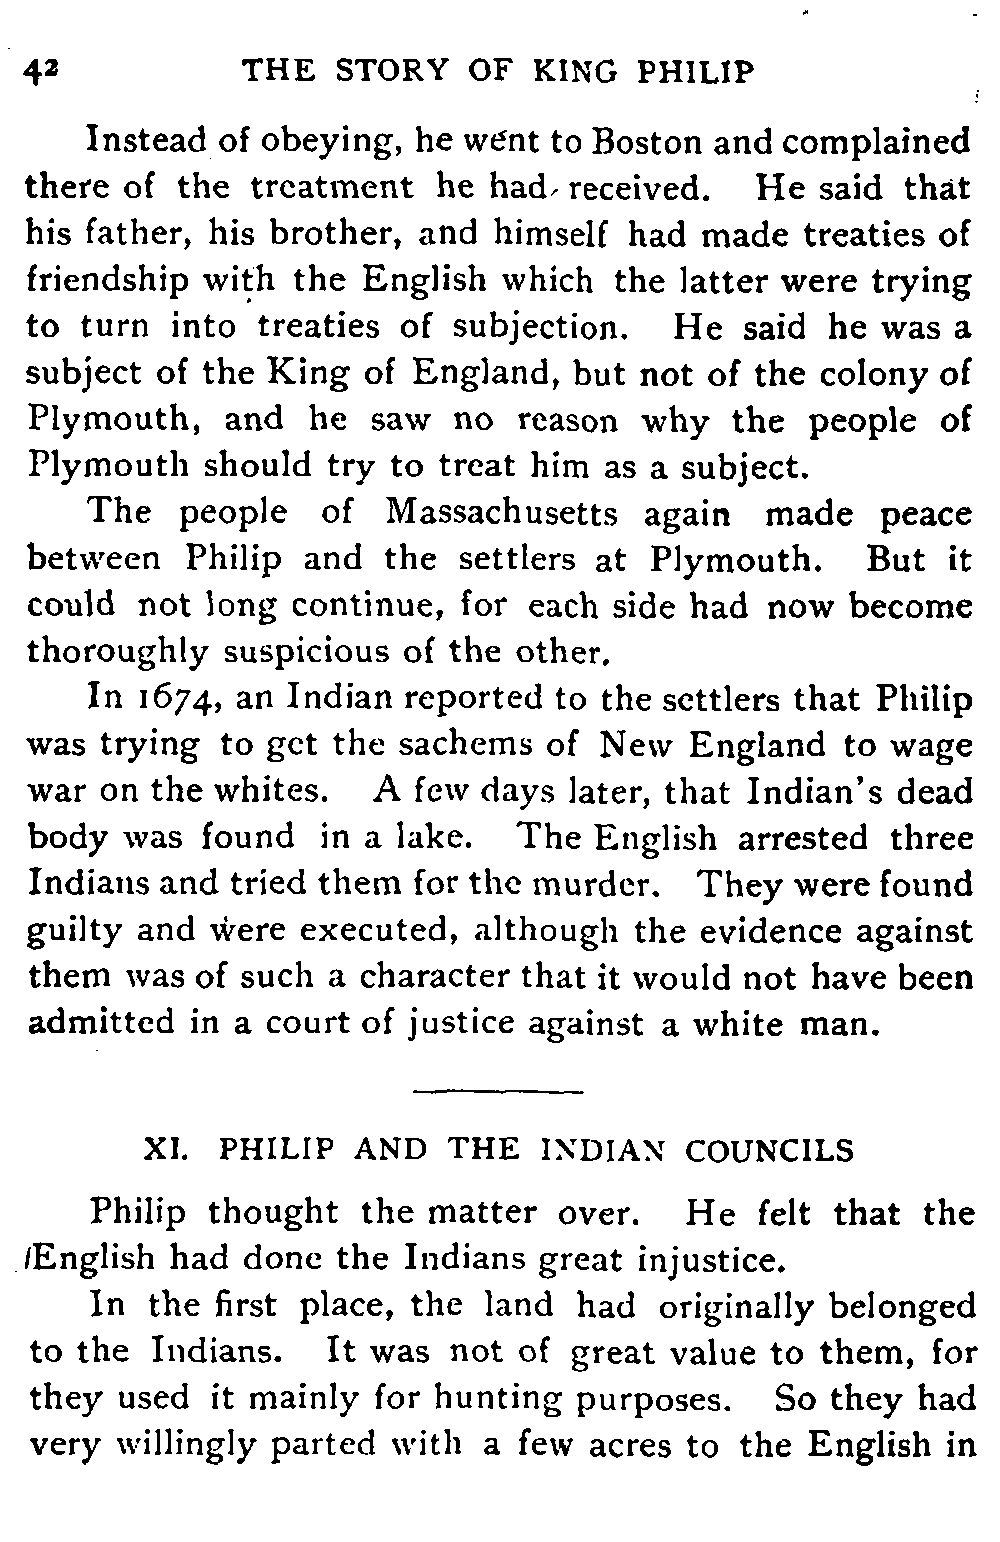 42 THE STORY OF KING PHILIP
Instead of obeying, he went to Boston and complained
there of the treatment he had received. He said that
his father, his brother, and himself had made treaties of
friendship with the English which the latter were trying
to turn into treaties of subjection. He said he was a
subject of the King of England, but not of the colony of
Plymouth, and he saw no reason why the people of
Plymouth should try to treat him as a subject.
The people of Massachusetts again made peace
between Philip and the settlers at Plymouth. But it
could not long continue, for each side had now become
thoroughly suspicious of the other.
In 1674, an Indian reported to the settlers that Philip
was trying to get the sachems of New England to wage
war on the whites. A few days later, that Indian's dead
body was found in a lake. The English arrested three
Indians and tried them for the murder. They were found
guilty and were executed, although the evidence against
them was of such a character that it would not have been
admitted in a court of justice against a white man.
XI. PHILIP AND THE INDIAN COUNCILS
Philip thought the matter over. He felt that the
English had done the Indians great injustice.
In the first place, the land had originally belonged
to the Indians. It was not of great value to them, for
they used it mainly for hunting purposes. So they had
very willingly parted with a few acres to the English in